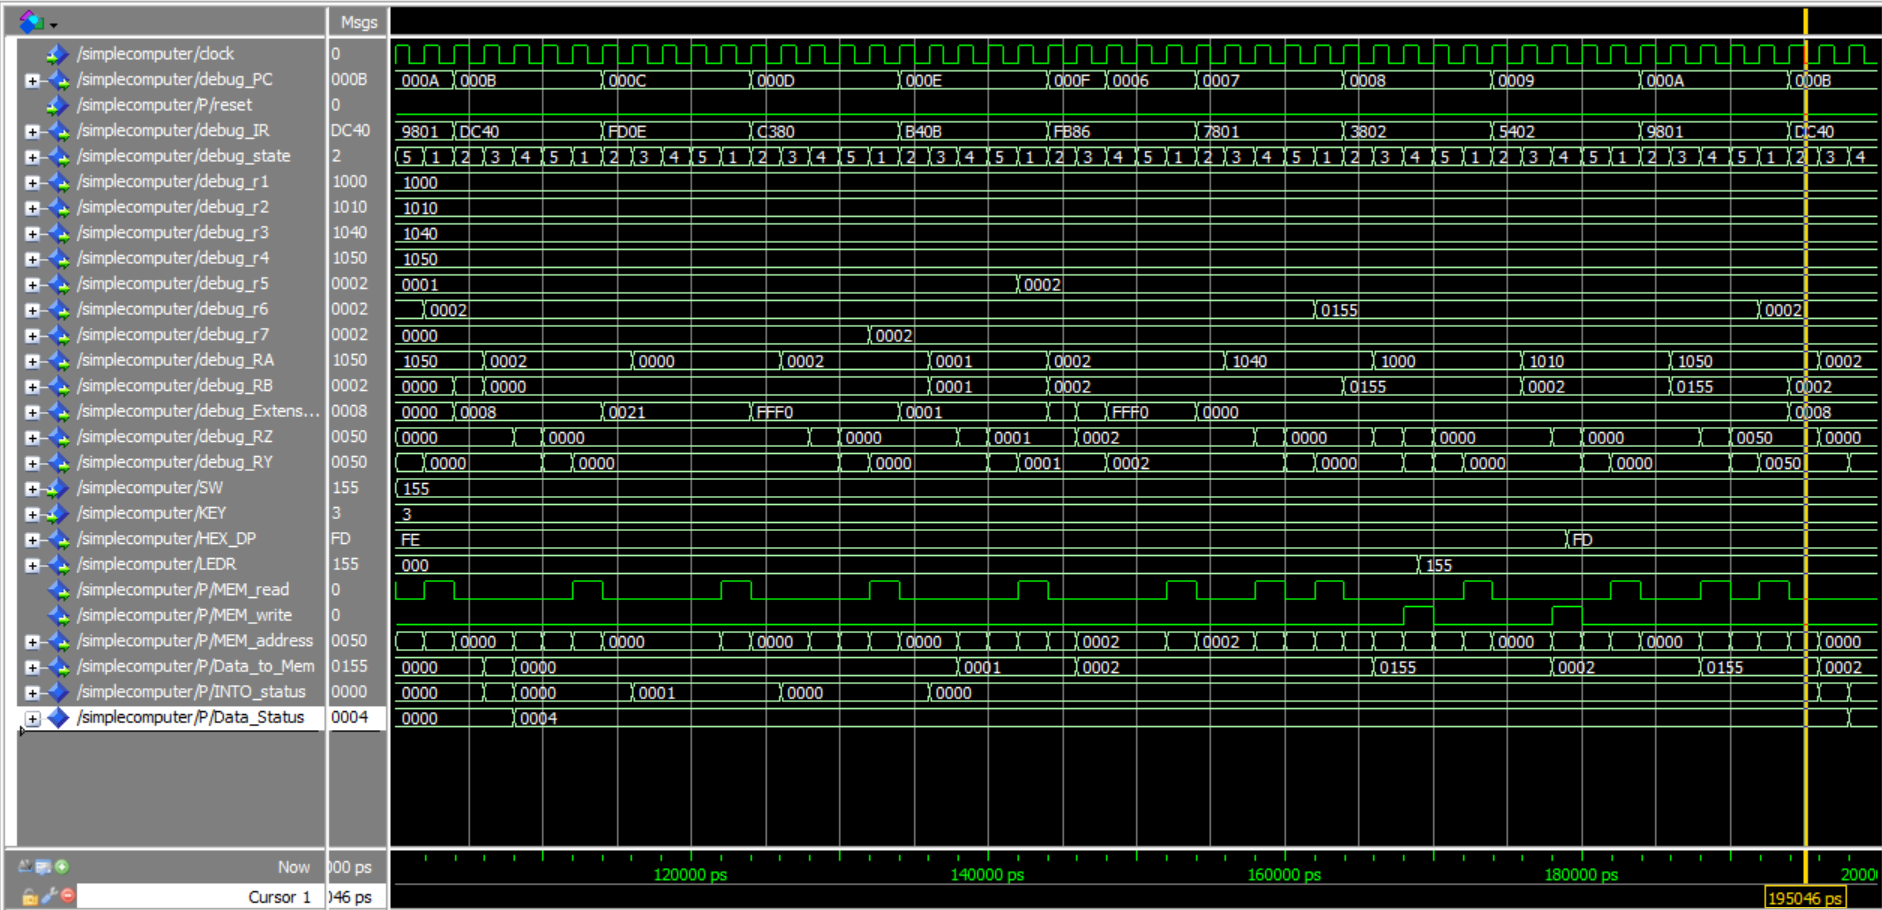 Msgs
/simplecomputer/clock 0
/simplecomputer/debug_PC 000B 000A 000B 000C 000D 000E 000F 0006 0007 0008 0009 000A 000B
/simplecomputer/P/reset 0
/simplecomputer/debug_IR DC40 9801 DC40 FD0E C380 B40B FB86 7801 3802 5402 9801 DC40
/simplecomputer/debug_state 2 5 1 2 3 4 5 1 2 3 4 5 1 2 3 4 5 1 2 3 4 5 1 2 3 4 5 1 2 3 4 5 1 2 3 4 5 1 2 3 4 5 1 2 3 4 5 1 2 3 4
/simplecomputer/debug_r1 1000 1000
/simplecomputer/debug_r2 1010 1010
/simplecomputer/debug_r3 1040 1040
/simplecomputer/debug_r4 1050 1050
/simplecomputer/debug_r5 0002 0001 0002
/simplecomputer/debug_r6 0002 0002 0155 0002
/simplecomputer/debug_r7 0002 0000 0002
/simplecomputer/debug_RA 1050 1050 0002 0000 0002 0001 0002 1040 1000 1010 1050 0002
/simplecomputer/debug_RB 0002 0000 0000 0001 0002 0155 0002 0155 0002
/simplecomputer/debug_Extens... 0008 0000 0008 0021 FFF0 0001 FFF0 0000 0008
/simplecomputer/debug_RZ 0050 0000 0000 0000 0001 0002 0000 0000 0000 0050 0000
/simplecomputer/debug_RY 0050 0000 0000 0000 0001 0002 0000 0000 0000 0050
/simplecomputer/SW 155 155
/simplecomputer/KEY 3 3
/simplecomputer/HEX_DP FD FE FD
/simplecomputer/LEDR 155 000 155
/simplecomputer/P/MEM_read 0
/simplecomputer/P/MEM_write 0
/simplecomputer/P/MEM_address 0050 0000 0000 0000 0000 0002 0002 0000 0000 0000
/simplecomputer/P/Data_to_Mem 0155 0000 0000 0001 0002 0155 0002 0155 0002
/simplecomputer/P/INTO_status 0000 0000 0000 0001 0000 0000
/simplecomputer/P/Data_Status 0004 0000 0004
Now 000 ps
120000 ps 140000 ps 160000 ps 180000 ps 2000
Cursor 1 046 ps 195046 ps